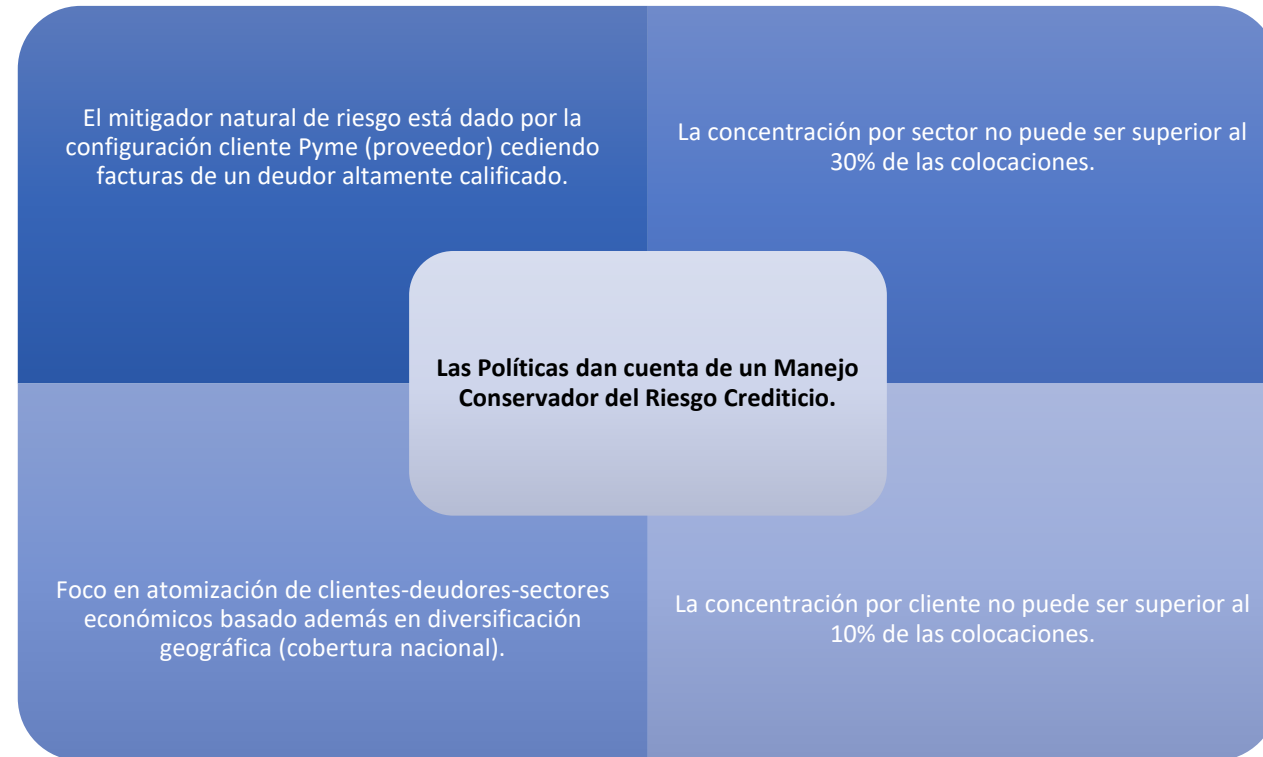 El mitigador natural de riesgo está dado por la
configuración cliente Pyme (proveedor) cediendo
facturas de un deudor altamente calificado.
La concentración por sector no puede ser superior al
30% de las colocaciones.
Las Políticas dan cuenta de un Manejo
Conservador del Riesgo Crediticio.
Foco en atomización de clientes-deudores-sectores
económicos basado además en diversificación
geográfica (cobertura nacional).
La concentración por cliente no puede ser superior al
10% de las colocaciones.